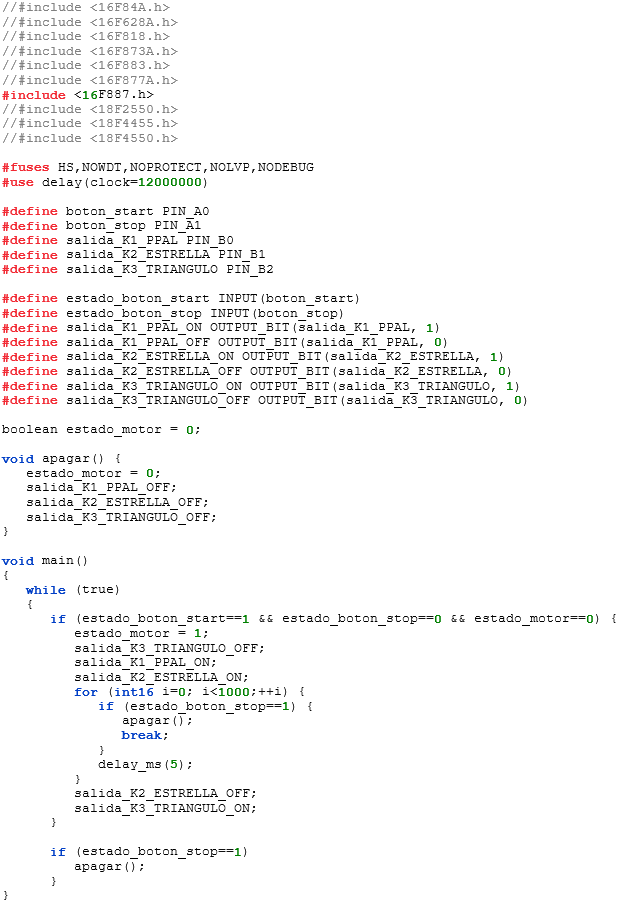 //#include <16F84A.h>
//#include <16F628A.h>
//#include <16F818.h>
//#include <16F873A.h>
//#include <16F883.h>
//#include <16F877A.h>
#include <16F887.h>
//#include <18F2550.h>
//#include <18F4455.h>
//#include <18F4550.h>

#fuses HS,NOWDT,NOPROTECT,NOLVP,NODEBUG
#use delay(clock=12000000)

#define boton_start PIN_A0
#define boton_stop PIN_A1
#define salida_K1_PPAL PIN_B0
#define salida_K2_ESTRELLA PIN_B1
#define salida_K3_TRIANGULO PIN_B2

#define estado_boton_start INPUT(boton_start)
#define estado_boton_stop INPUT(boton_stop)
#define salida_K1_PPAL_ON OUTPUT_BIT(salida_K1_PPAL, 1)
#define salida_K1_PPAL_OFF OUTPUT_BIT(salida_K1_PPAL, 0)
#define salida_K2_ESTRELLA_ON OUTPUT_BIT(salida_K2_ESTRELLA, 1)
#define salida_K2_ESTRELLA_OFF OUTPUT_BIT(salida_K2_ESTRELLA, 0)
#define salida_K3_TRIANGULO_ON OUTPUT_BIT(salida_K3_TRIANGULO, 1)
#define salida_K3_TRIANGULO_OFF OUTPUT_BIT(salida_K3_TRIANGULO, 0)

boolean estado_motor = 0;

void apagar() {
   estado_motor = 0;
   salida_K1_PPAL_OFF;
   salida_K2_ESTRELLA_OFF;
   salida_K3_TRIANGULO_OFF;
}

void main()
{
   while (true)
   {
      if (estado_boton_start==1 && estado_boton_stop==0 && estado_motor==0) {
         estado_motor = 1;
         salida_K3_TRIANGULO_OFF;
         salida_K1_PPAL_ON;
         salida_K2_ESTRELLA_ON;
         for (int16 i=0; i<1000;++i) {
            if (estado_boton_stop==1) {
               apagar();
               break;
            }
            delay_ms(5);
         }
         salida_K2_ESTRELLA_OFF;
         salida_K3_TRIANGULO_ON;
      }

      if (estado_boton_stop==1)
         apagar();
      }
}